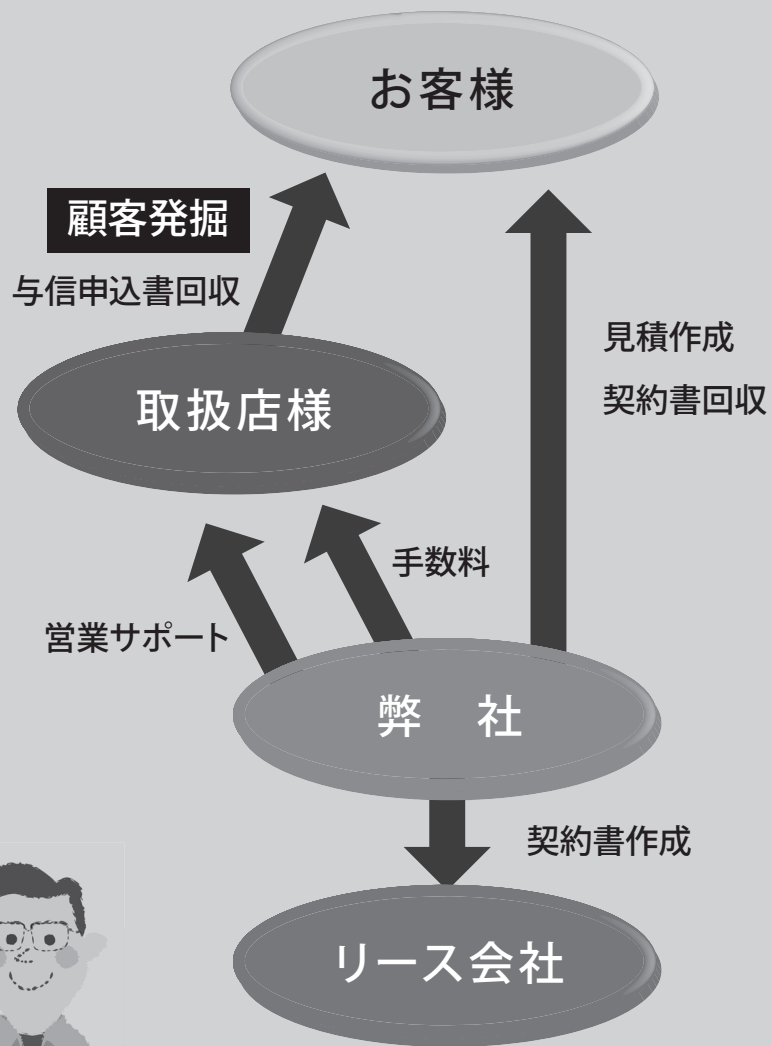 お客様
顧客発掘
与信申込書回収
見積作成
契約書回収
取扱店様
手数料
営業サポート
弊　社
契約書作成
リース会社